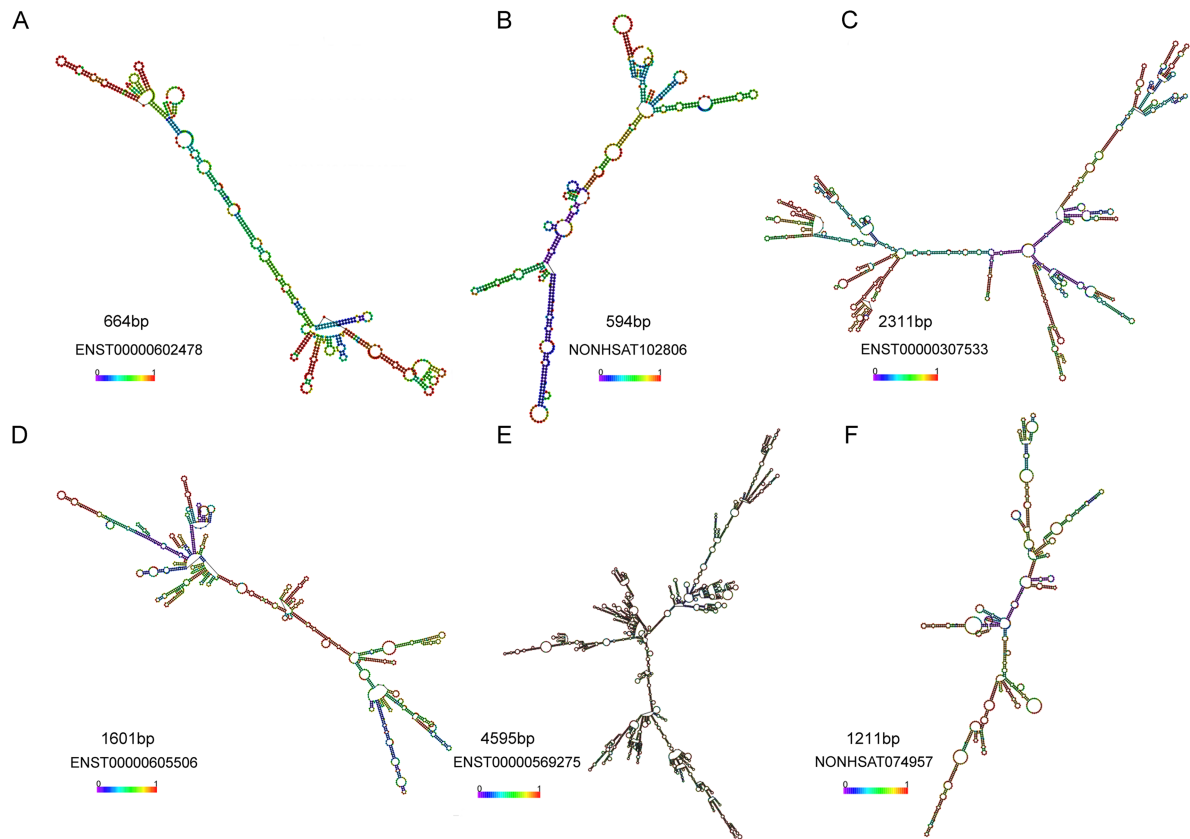 A
664bp
ENST00000602478
0 1
B
594bp
NONHSAT102806
0 1
C
2311bp
ENST00000307533
0 1
D
1601bp
ENST00000605506
0 1
E
4595bp
ENST00000569275
0 1
F
1211bp
NONHSAT074957
0 1